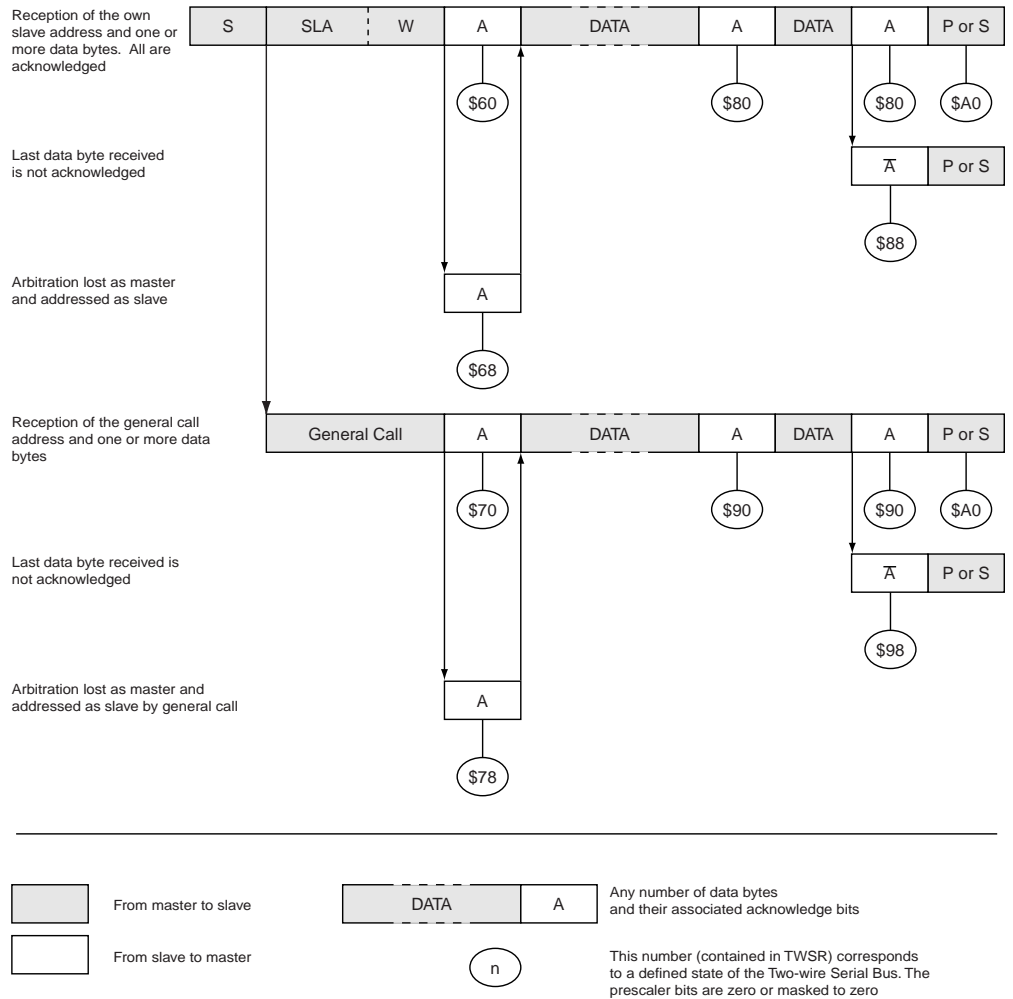 Reception of the own
slave address and one or
more data bytes. All are
acknowledged
S SLA W A DATA A DATA A P or S
$60 $80 $80 $A0
Last data byte received
is not acknowledged
A̅ P or S
$88
Arbitration lost as master
and addressed as slave
A
$68
Reception of the general call
address and one or more data
bytes
General Call A DATA A DATA A P or S
$70 $90 $90 $A0
Last data byte received is
not acknowledged
A̅ P or S
$98
Arbitration lost as master and
addressed as slave by general call
A
$78
From master to slave
DATA A
Any number of data bytes
and their associated acknowledge bits
From slave to master
n
This number (contained in TWSR) corresponds
to a defined state of the Two-wire Serial Bus. The
prescaler bits are zero or masked to zero